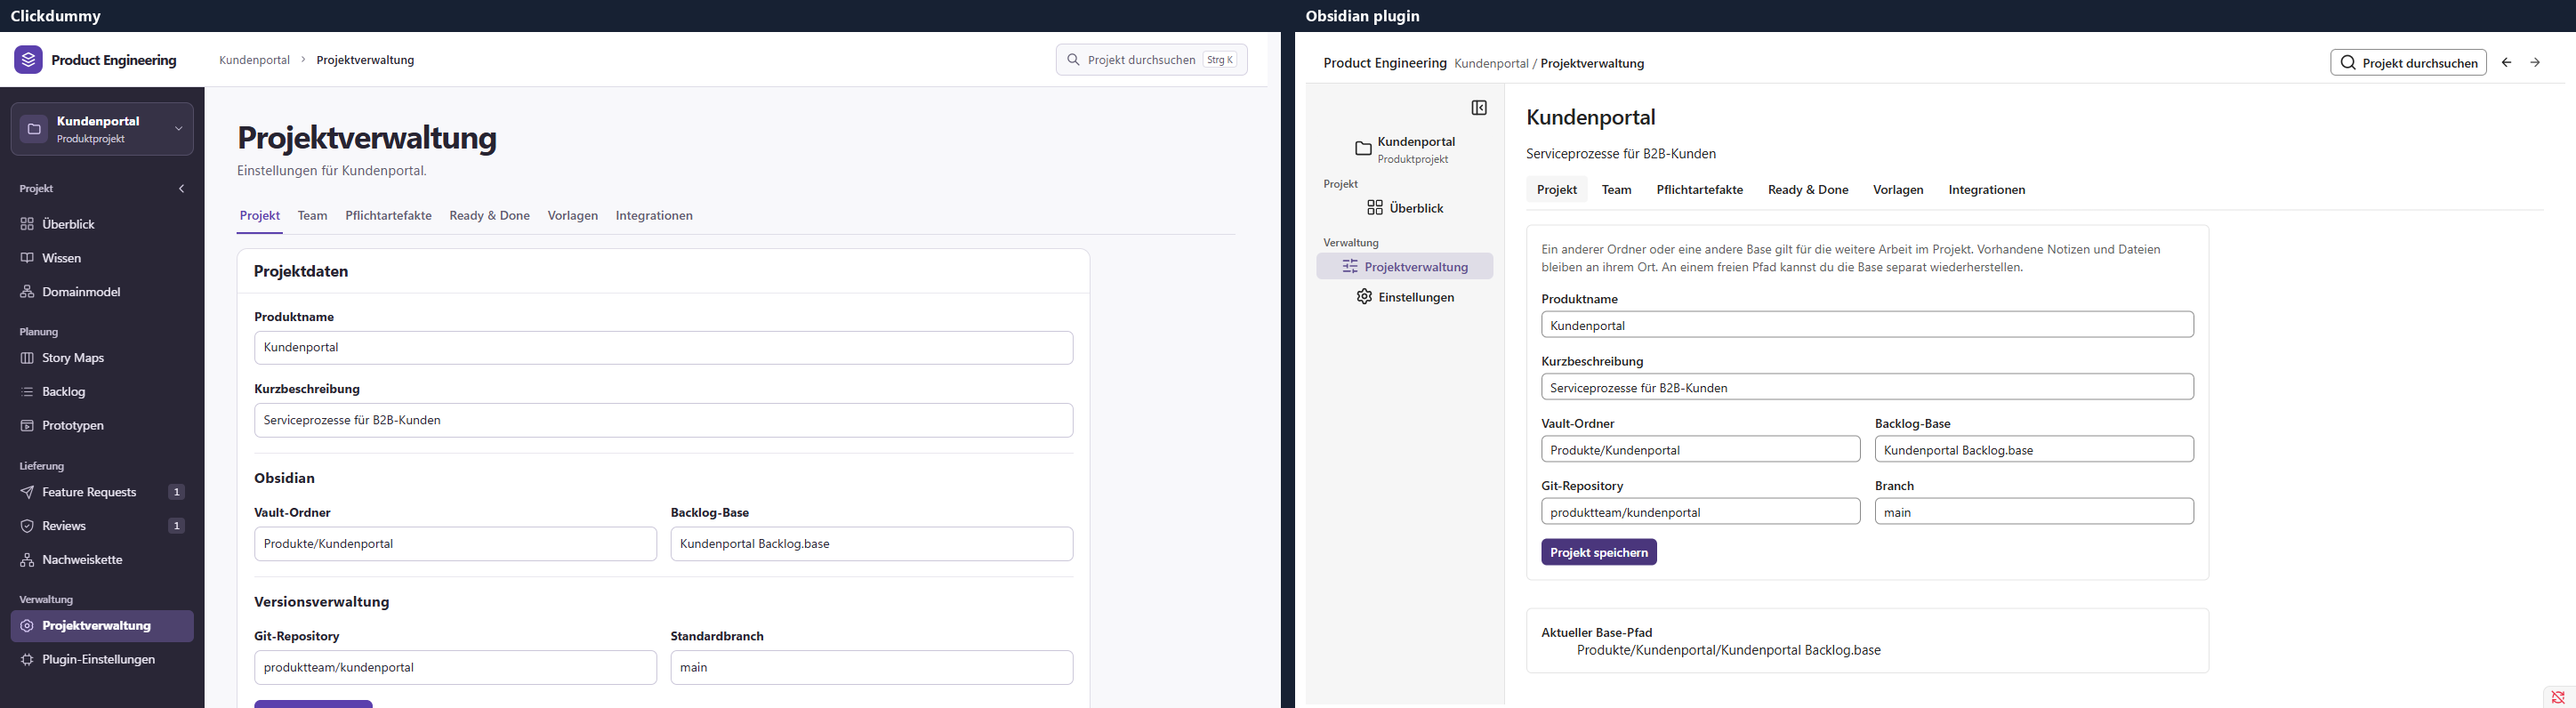 Clickdummy
Product Engineering
Kundenportal > Projektverwaltung
Projekt durchsuchen Strg K
Kundenportal
Produktprojekt
Projekt
Überblick
Wissen
Domainmodel
Planung
Story Maps
Backlog
Prototypen
Lieferung
Feature Requests 1
Reviews 1
Nachweiskette
Verwaltung
Projektverwaltung
Plugin-Einstellungen
Projektverwaltung
Einstellungen für Kundenportal.
Projekt Team Pflichtartefakte Ready & Done Vorlagen Integrationen
Projektdaten
Produktname
Kundenportal
Kurzbeschreibung
Serviceprozesse für B2B-Kunden
Obsidian
Vault-Ordner Backlog-Base
Produkte/Kundenportal Kundenportal Backlog.base
Versionsverwaltung
Git-Repository Standardbranch
produktteam/kundenportal main
Obsidian plugin
Product Engineering Kundenportal / Projektverwaltung
Projekt durchsuchen
Kundenportal
Produktprojekt
Projekt
Überblick
Verwaltung
Projektverwaltung
Einstellungen
Kundenportal
Serviceprozesse für B2B-Kunden
Projekt Team Pflichtartefakte Ready & Done Vorlagen Integrationen
Ein anderer Ordner oder eine andere Base gilt für die weitere Arbeit im Projekt. Vorhandene Notizen und Dateien
bleiben an ihrem Ort. An einem freien Pfad kannst du die Base separat wiederherstellen.
Produktname
Kundenportal
Kurzbeschreibung
Serviceprozesse für B2B-Kunden
Vault-Ordner Backlog-Base
Produkte/Kundenportal Kundenportal Backlog.base
Git-Repository Branch
produktteam/kundenportal main
Projekt speichern
Aktueller Base-Pfad
Produkte/Kundenportal/Kundenportal Backlog.base